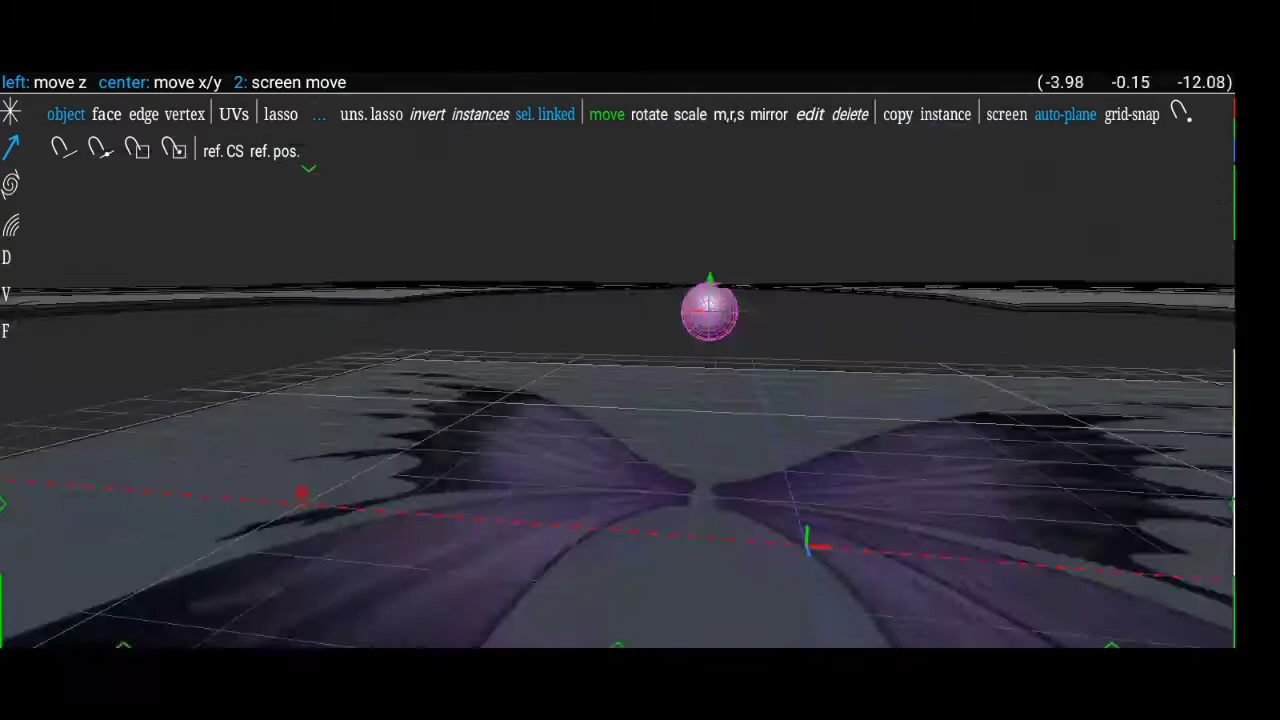 left: move z center: move x/y 2: screen move (-3.98 -0.15 -12.08)
object face edge vertex UVs lasso ... uns. lasso invert instances sel. linked move rotate scale m,r,s mirror edit delete copy instance screen auto-plane grid-snap
ref. CS ref. pos.
D
V
F